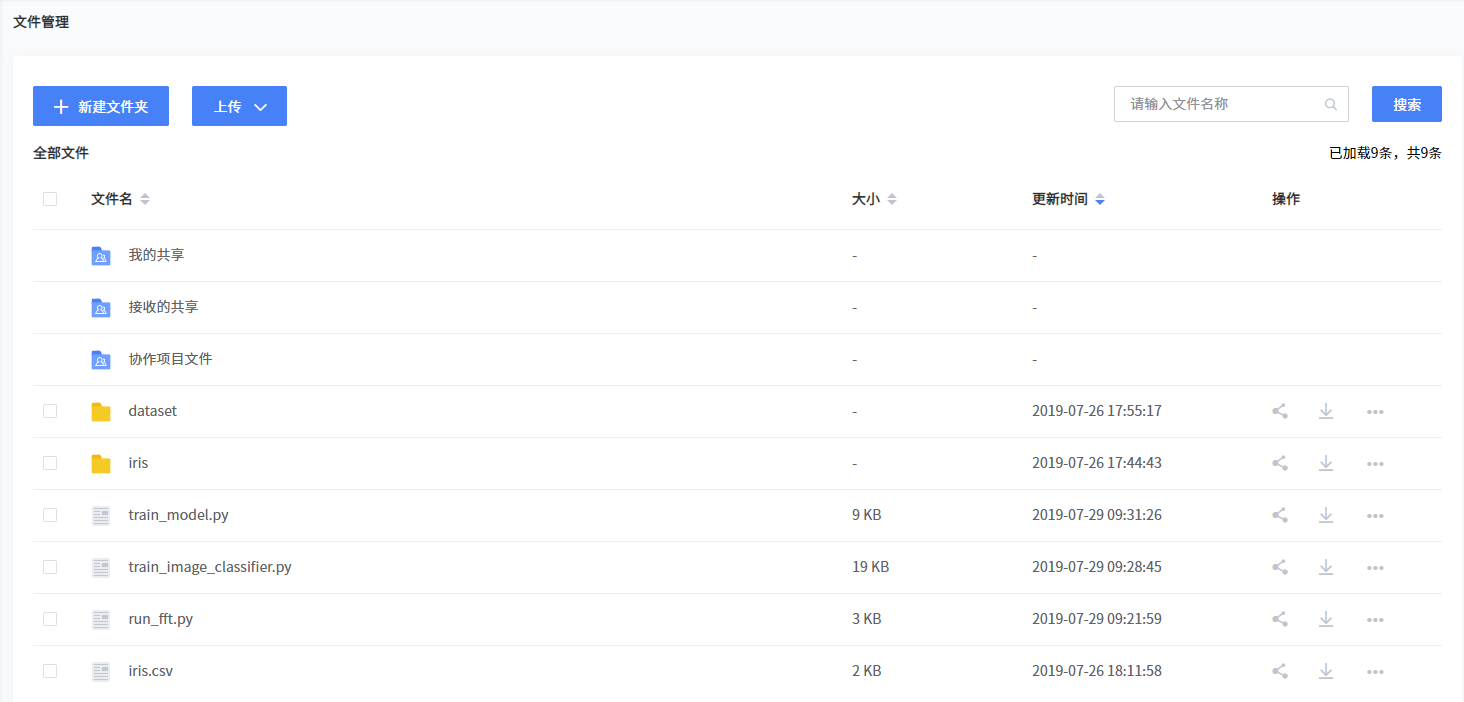 文件管理
新建文件夹 上传 请输入文件名称 搜索
全部文件 已加载9条，共9条
文件名 大小 更新时间 操作
我的共享 - -
接收的共享 - -
协作项目文件 - -
dataset - 2019-07-26 17:55:17
iris - 2019-07-26 17:44:43
train_model.py 9 KB 2019-07-29 09:31:26
train_image_classifier.py 19 KB 2019-07-29 09:28:45
run_fft.py 3 KB 2019-07-29 09:21:59
iris.csv 2 KB 2019-07-26 18:11:58